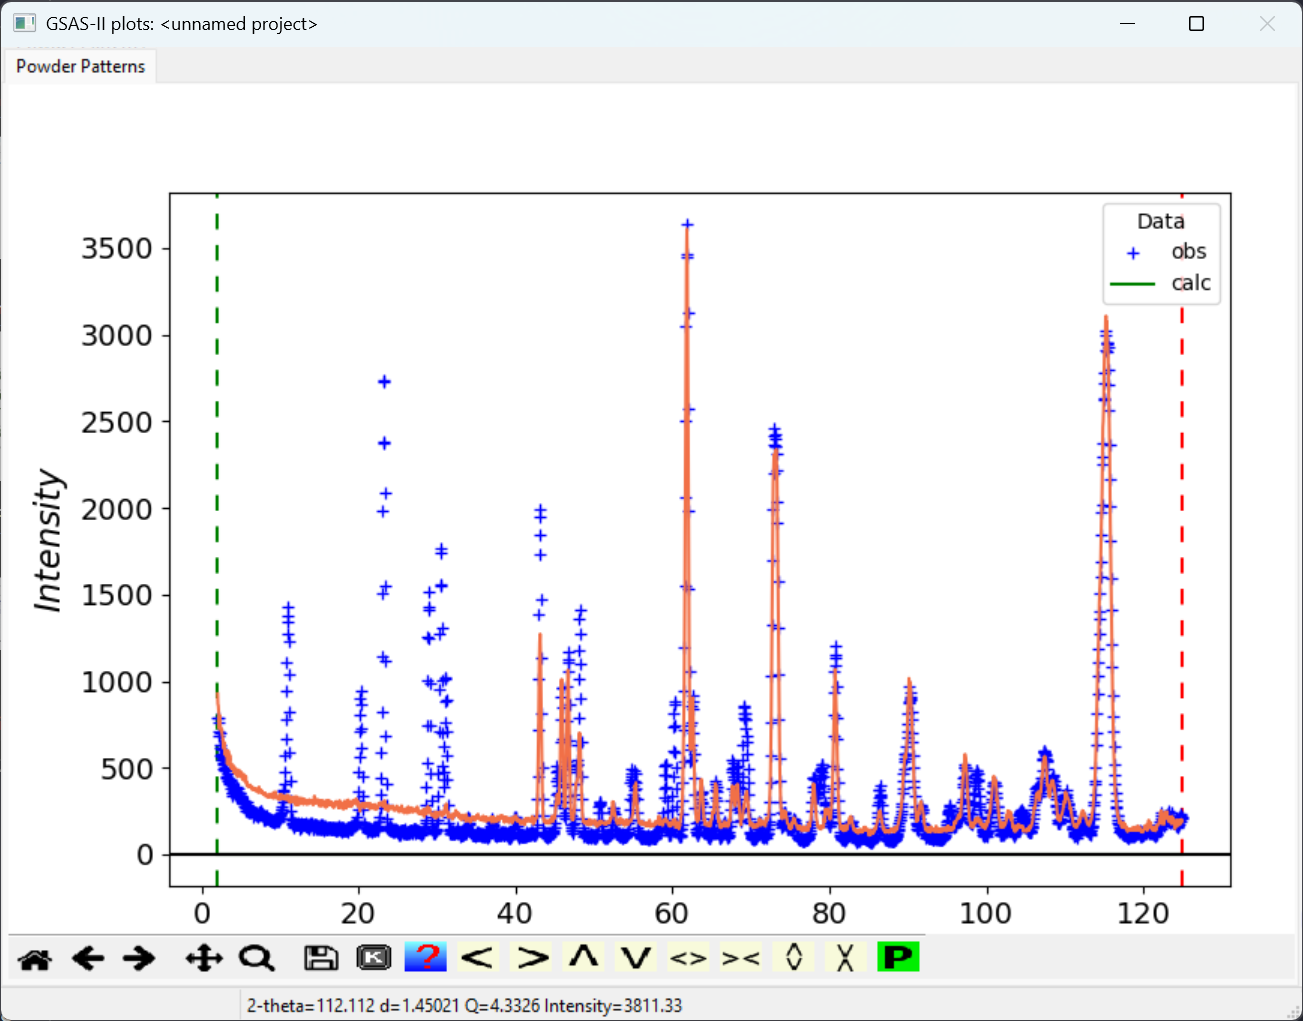 GSAS-II plots: <unnamed project>
Powder Patterns
Data
obs
calc
3500
3000
2500
2000
1500
1000
500
0
Intensity
0 20 40 60 80 100 120
K ? < > <> >< P
2-theta=112.112 d=1.45021 Q=4.3326 Intensity=3811.33